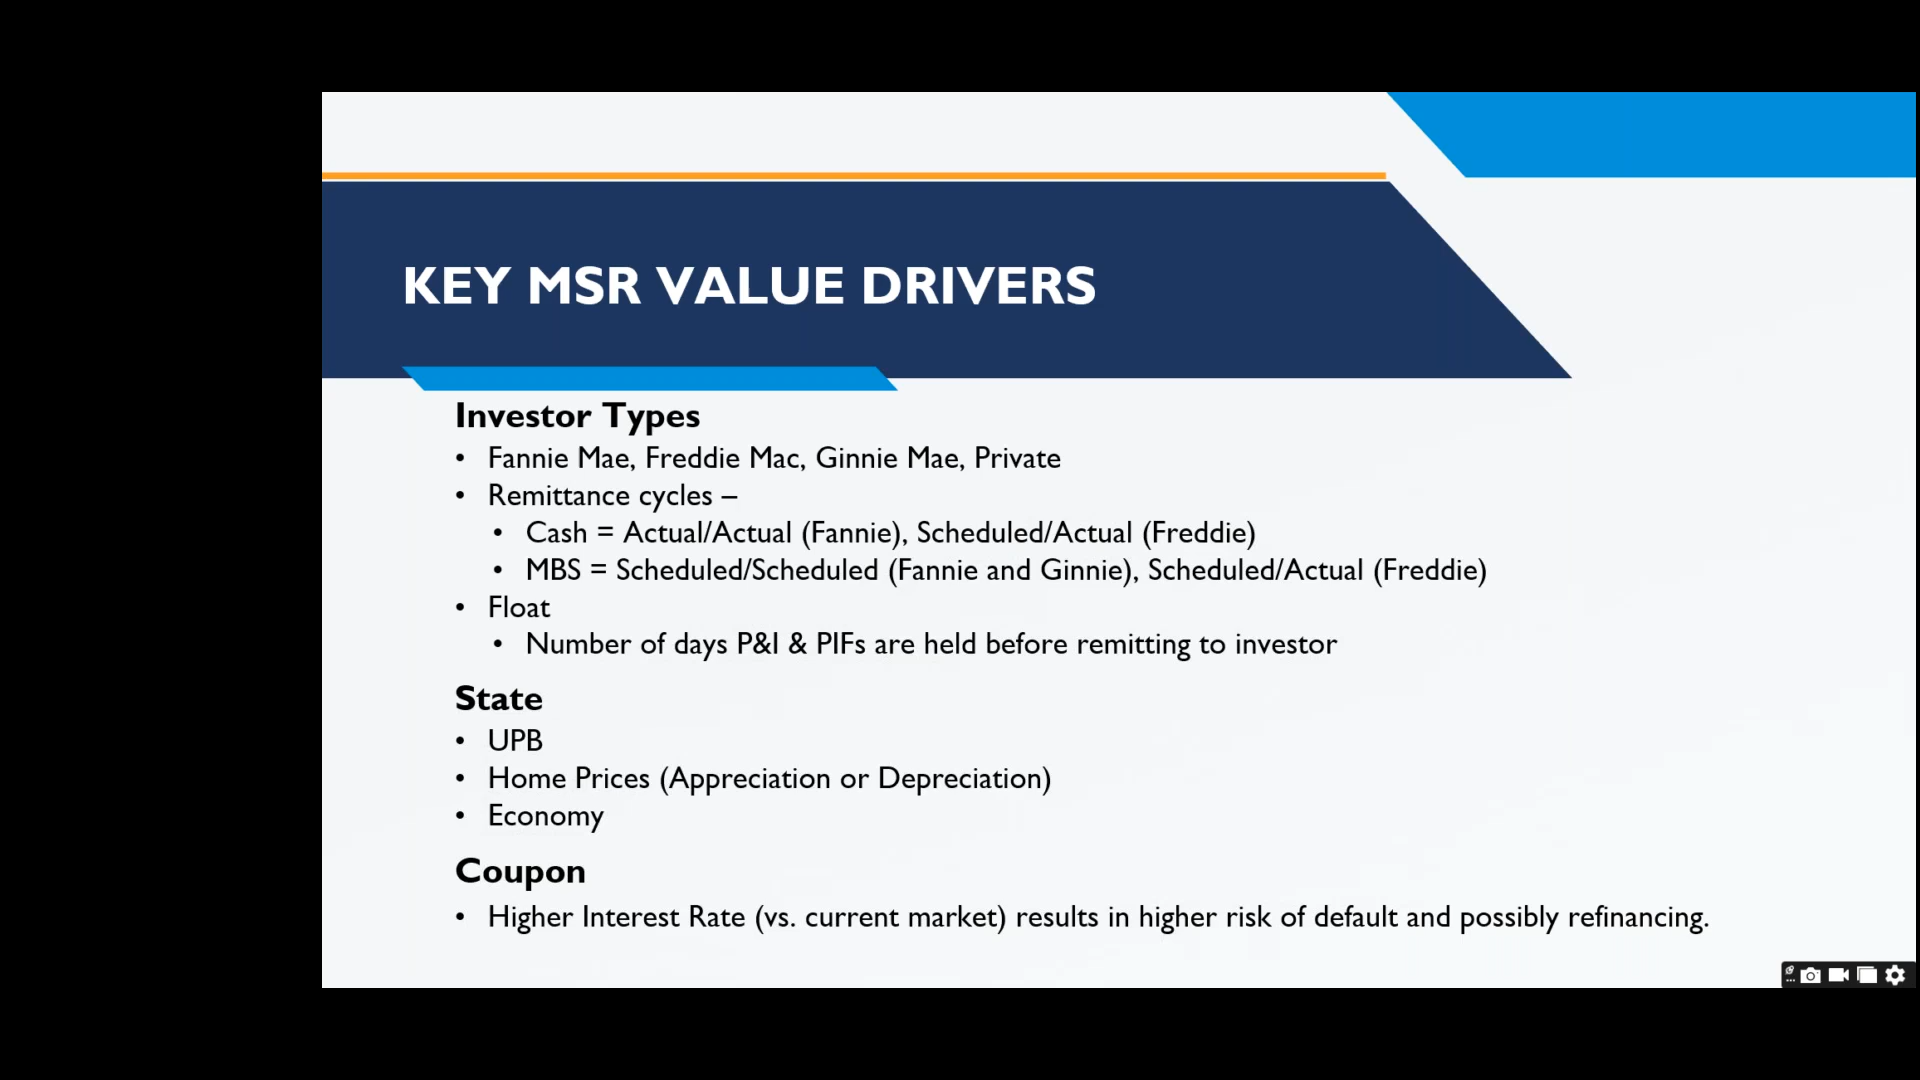 KEY MSR VALUE DRIVERS
Investor Types
• Fannie Mae, Freddie Mac, Ginnie Mae, Private
• Remittance cycles –
• Cash = Actual/Actual (Fannie), Scheduled/Actual (Freddie)
• MBS = Scheduled/Scheduled (Fannie and Ginnie), Scheduled/Actual (Freddie)
• Float
• Number of days P&I & PIFs are held before remitting to investor
State
• UPB
• Home Prices (Appreciation or Depreciation)
• Economy
Coupon
• Higher Interest Rate (vs. current market) results in higher risk of default and possibly refinancing.